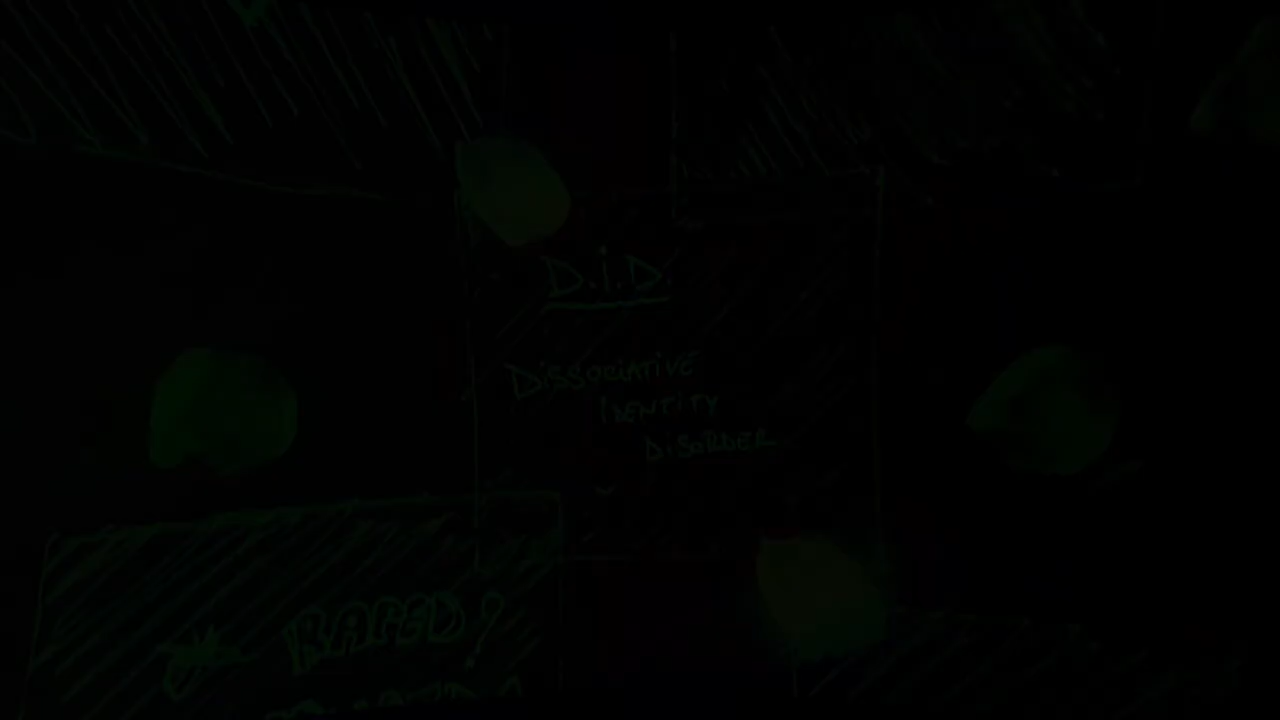 D.I.D.
DISSOCIATIVE
IDENTITY
DISORDER
RAPED?